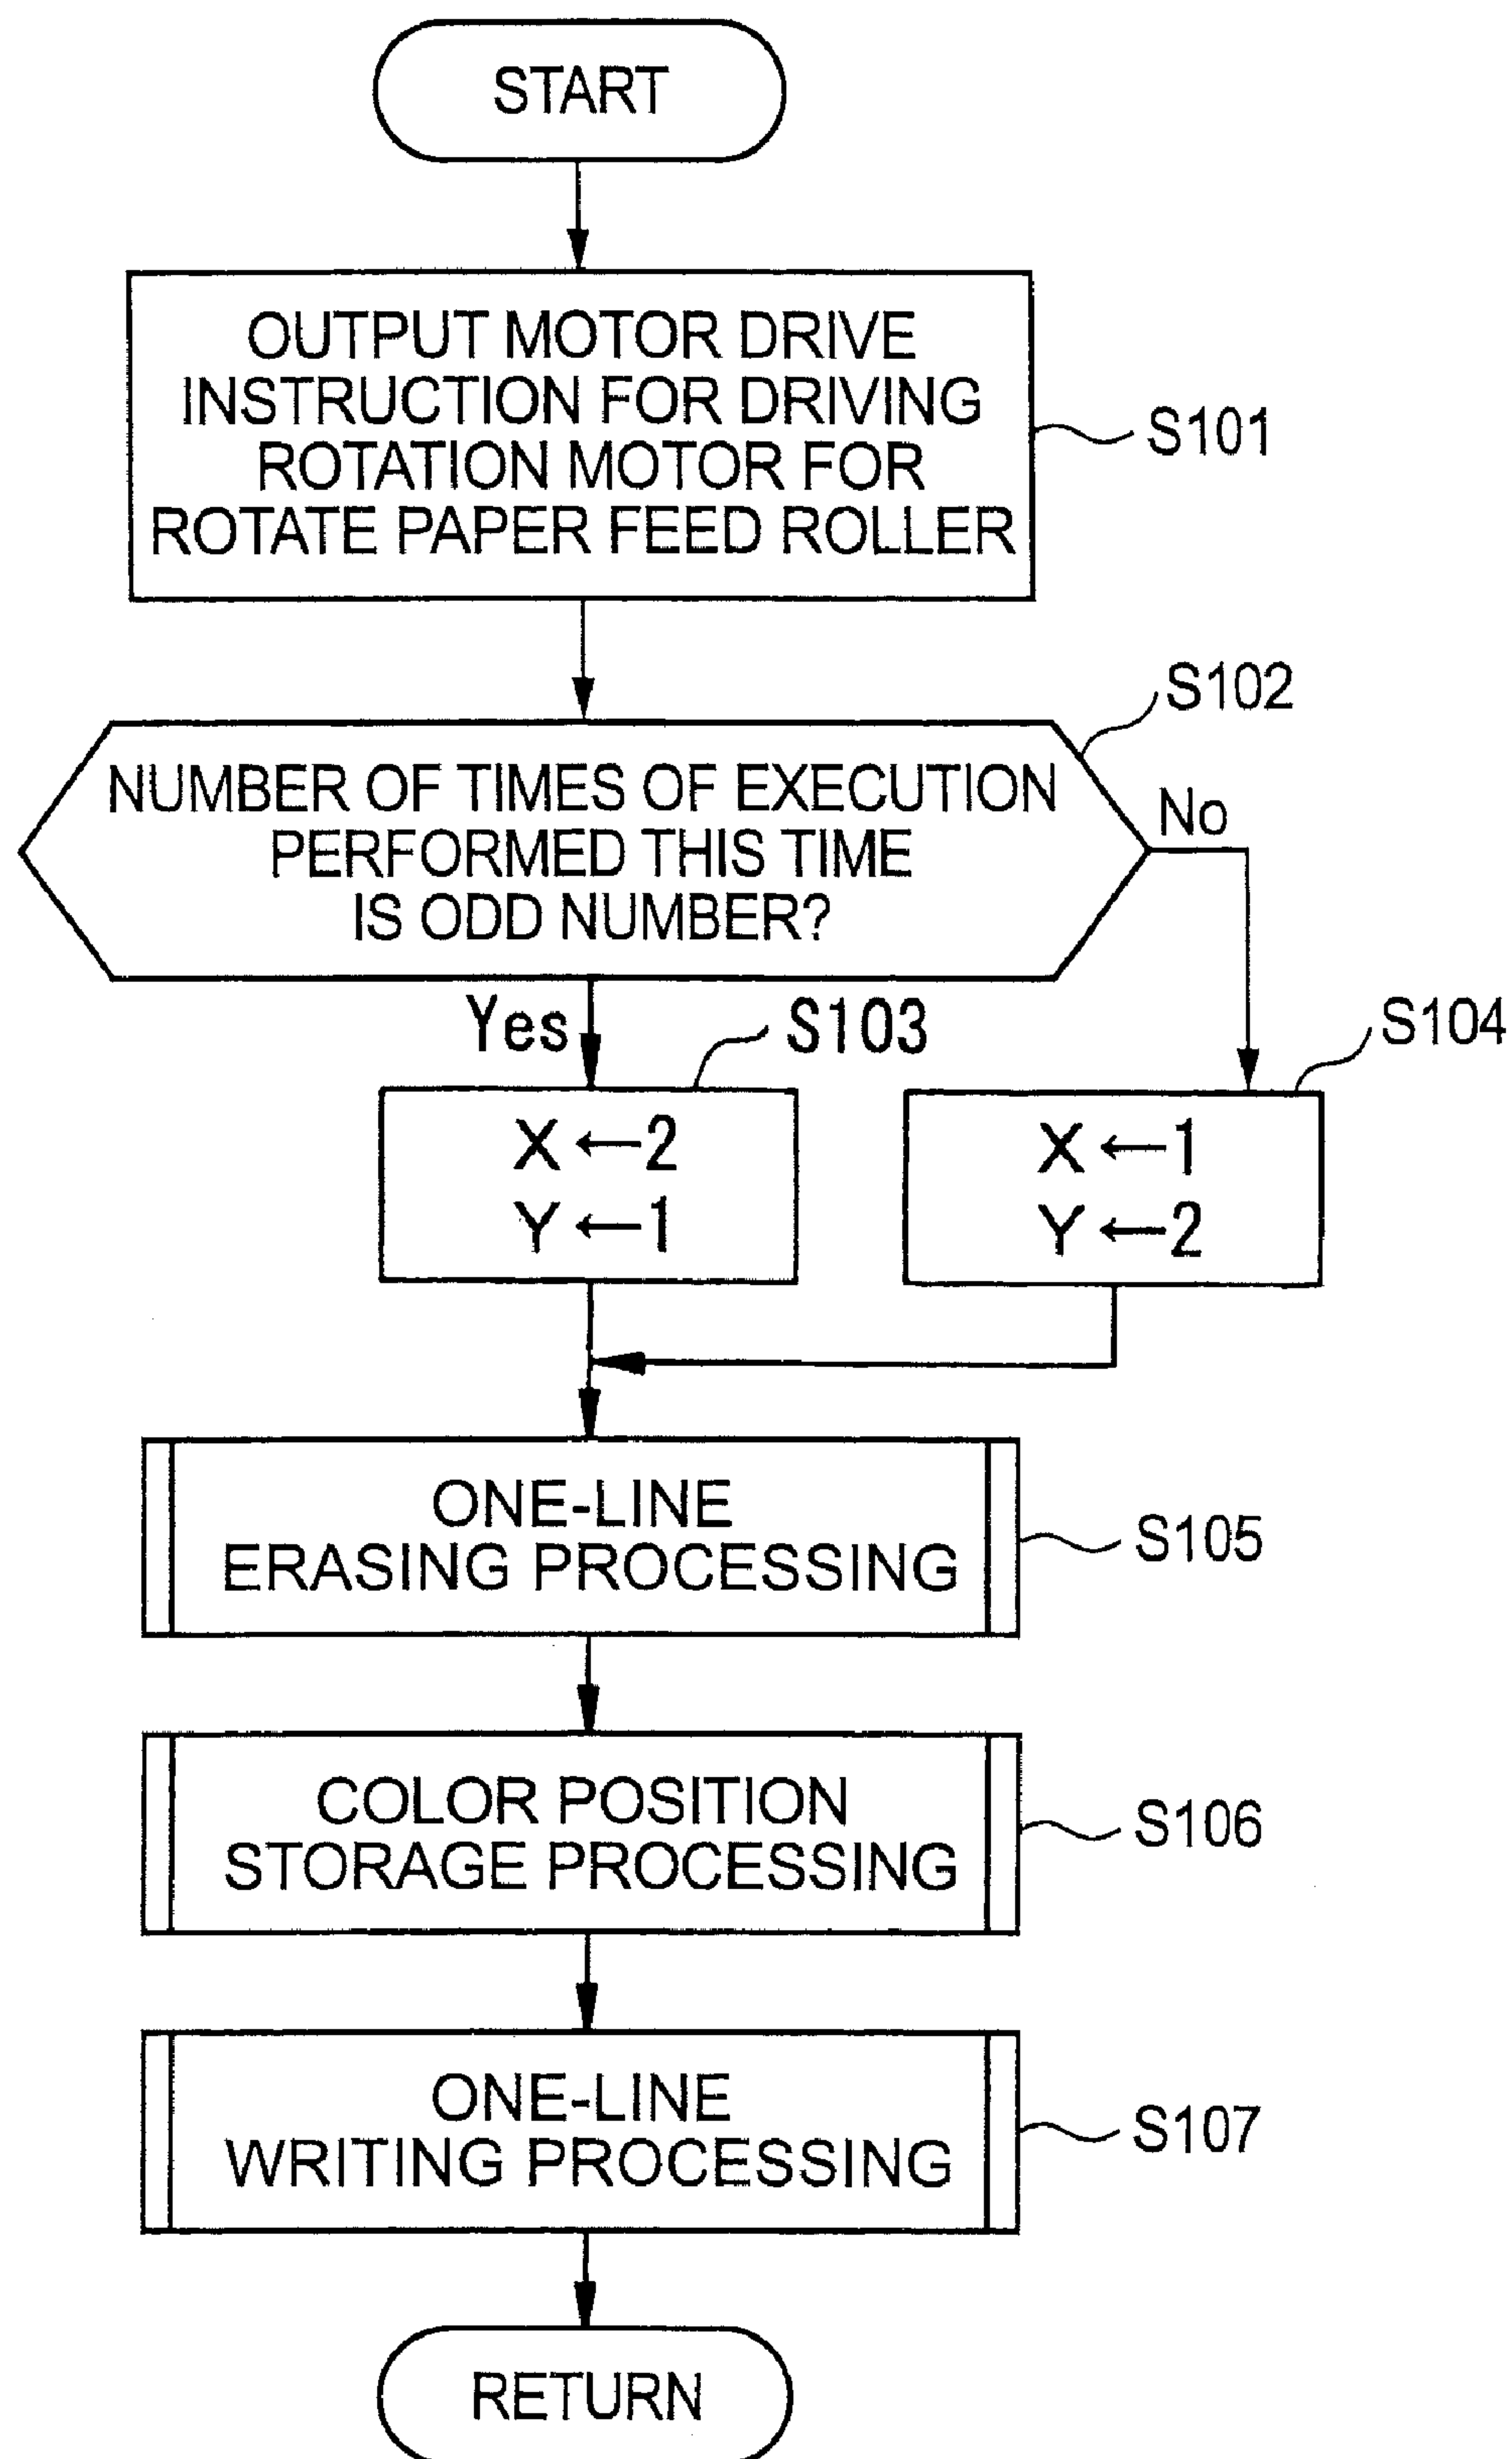 START
OUTPUT MOTOR DRIVE
INSTRUCTION FOR DRIVING
ROTATION MOTOR FOR
ROTATE PAPER FEED ROLLER
S101
S102
NUMBER OF TIMES OF EXECUTION
PERFORMED THIS TIME
IS ODD NUMBER?
No
Yes
S103
X ← 2
Y ← 1
S104
X ← 1
Y ← 2
ONE-LINE
ERASING PROCESSING
S105
COLOR POSITION
STORAGE PROCESSING
S106
ONE-LINE
WRITING PROCESSING
S107
RETURN